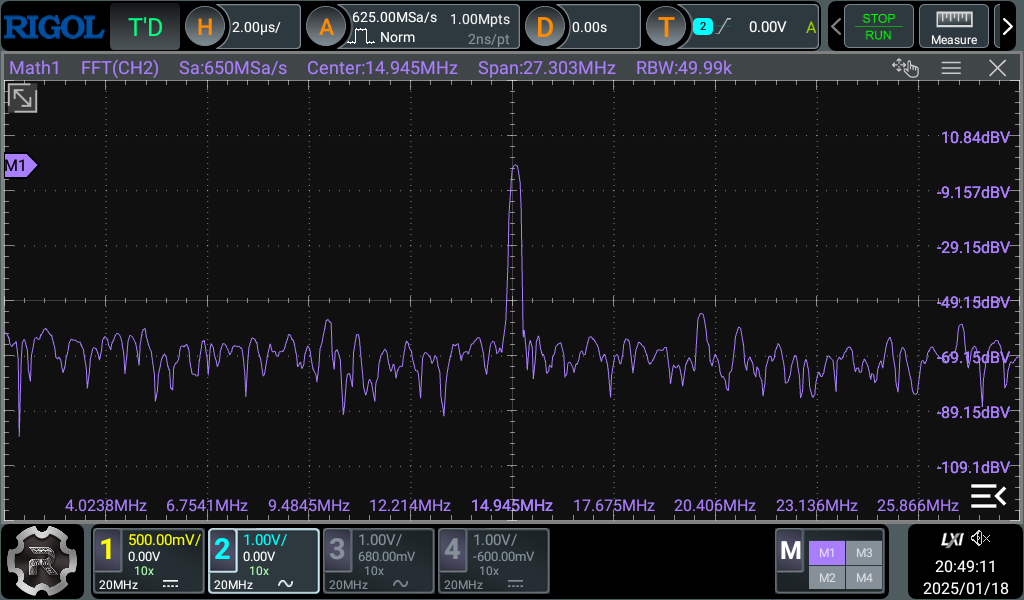 RIGOL T'D H 2.00µs/ A 625.00MSa/s 1.00Mpts D 0.00s T 2 0.00V A STOP
Norm 2ns/pt RUN Measure
Math1 FFT(CH2) Sa:650MSa/s Center:14.945MHz Span:27.303MHz RBW:49.99k
10.84dBV
M1
-9.157dBV
-29.15dBV
-49.15dBV
-69.15dBV
-89.15dBV
-109.1dBV
4.0238MHz 6.7541MHz 9.4845MHz 12.214MHz 14.945MHz 17.675MHz 20.406MHz 23.136MHz 25.866MHz
1 500.00mV/ 2 1.00V/ 3 1.00V/ 4 1.00V/ M M1 M3 LXI
0.00V 0.00V 680.00mV -600.00mV
10x 10x 10x 10x M2 M4 20:49:11
20MHz 20MHz 20MHz 20MHz 2025/01/18
R